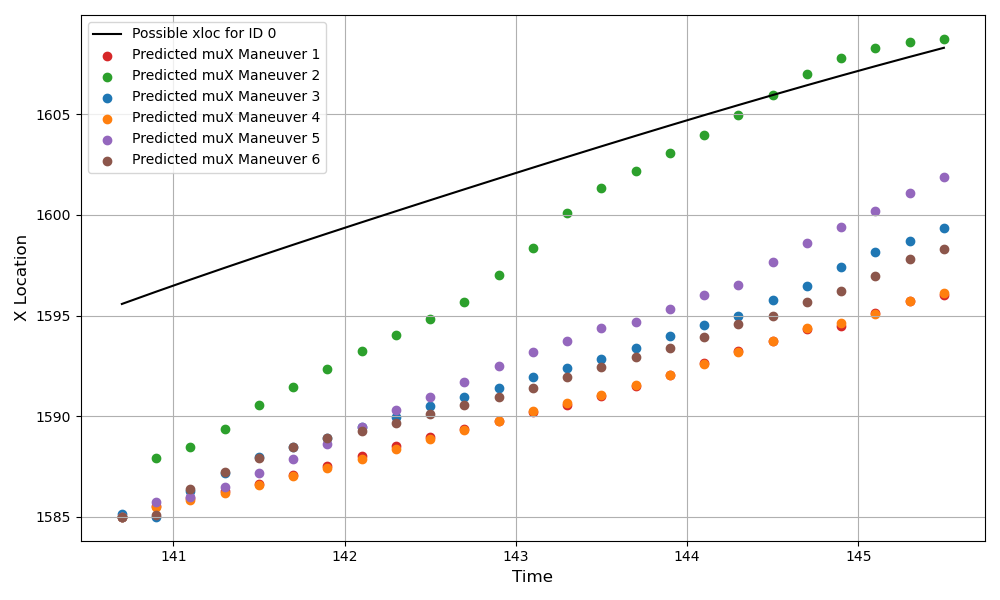 Possible xloc for ID 0
Predicted muX Maneuver 1
Predicted muX Maneuver 2
Predicted muX Maneuver 3
Predicted muX Maneuver 4
Predicted muX Maneuver 5
Predicted muX Maneuver 6
1605
1600
1595
1590
1585
X Location
141 142 143 144 145
Time